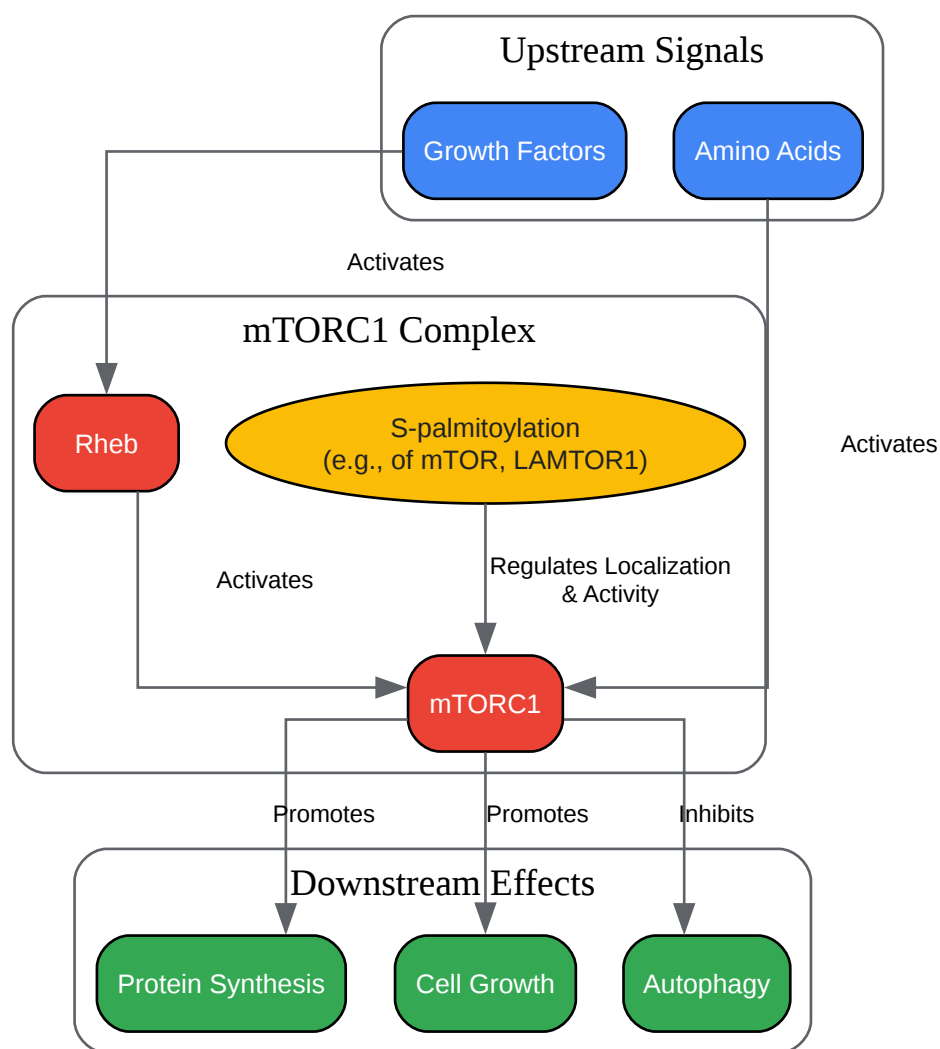 Upstream Signals
Growth Factors
Amino Acids
Activates
mTORC1 Complex
Rheb
S-palmitoylation
(e.g., of mTOR, LAMTOR1)
Activates
Activates
Regulates Localization
& Activity
mTORC1
Promotes
Promotes
Inhibits
Downstream Effects
Protein Synthesis
Cell Growth
Autophagy